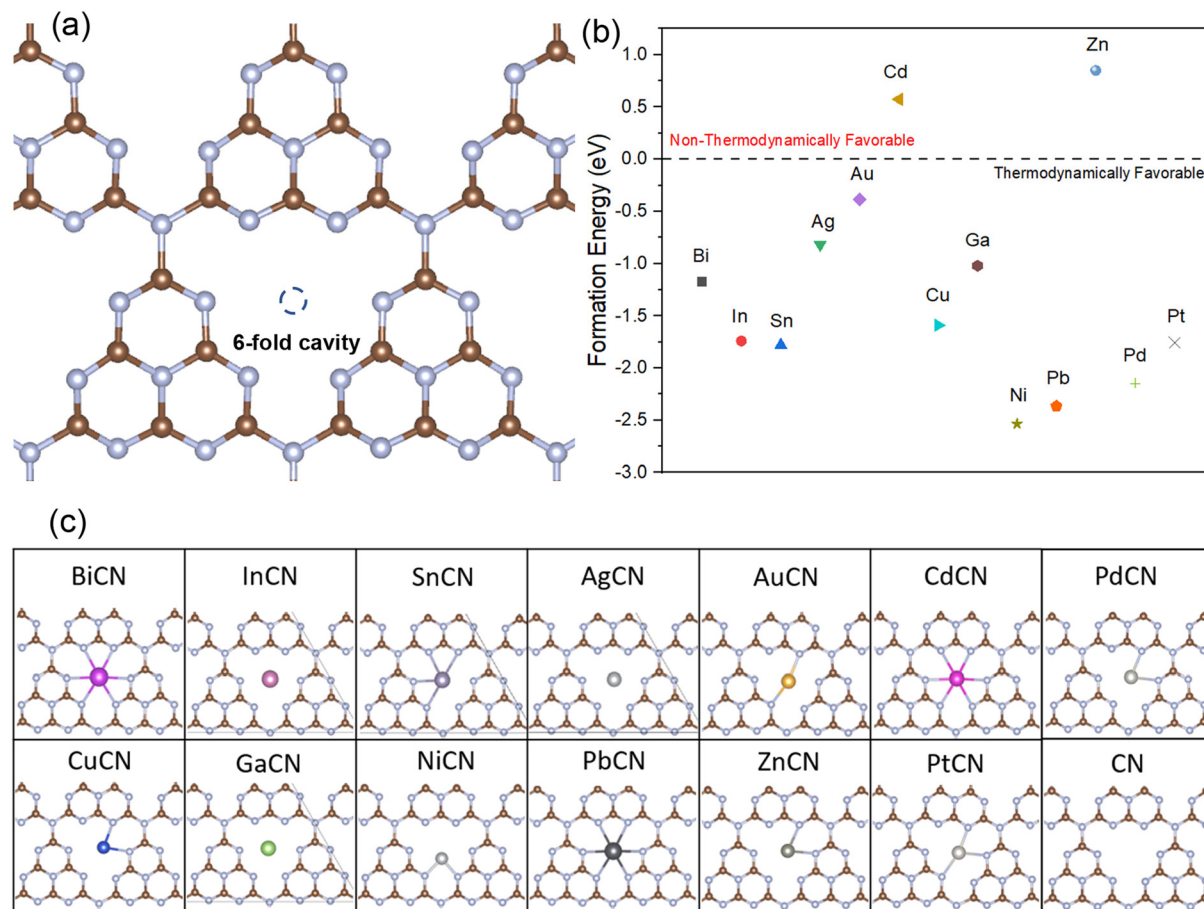 (a)
6-fold cavity
(b)
Formation Energy (eV)
1.0
0.5
0.0
-0.5
-1.0
-1.5
-2.0
-2.5
-3.0
Zn
Cd
Non-Thermodynamically Favorable
Thermodynamically Favorable
Au
Ag
Ga
Bi
Cu
In
Sn
Pt
Pd
Pb
Ni
(c)
BiCN
InCN
SnCN
AgCN
AuCN
CdCN
PdCN
CuCN
GaCN
NiCN
PbCN
ZnCN
PtCN
CN